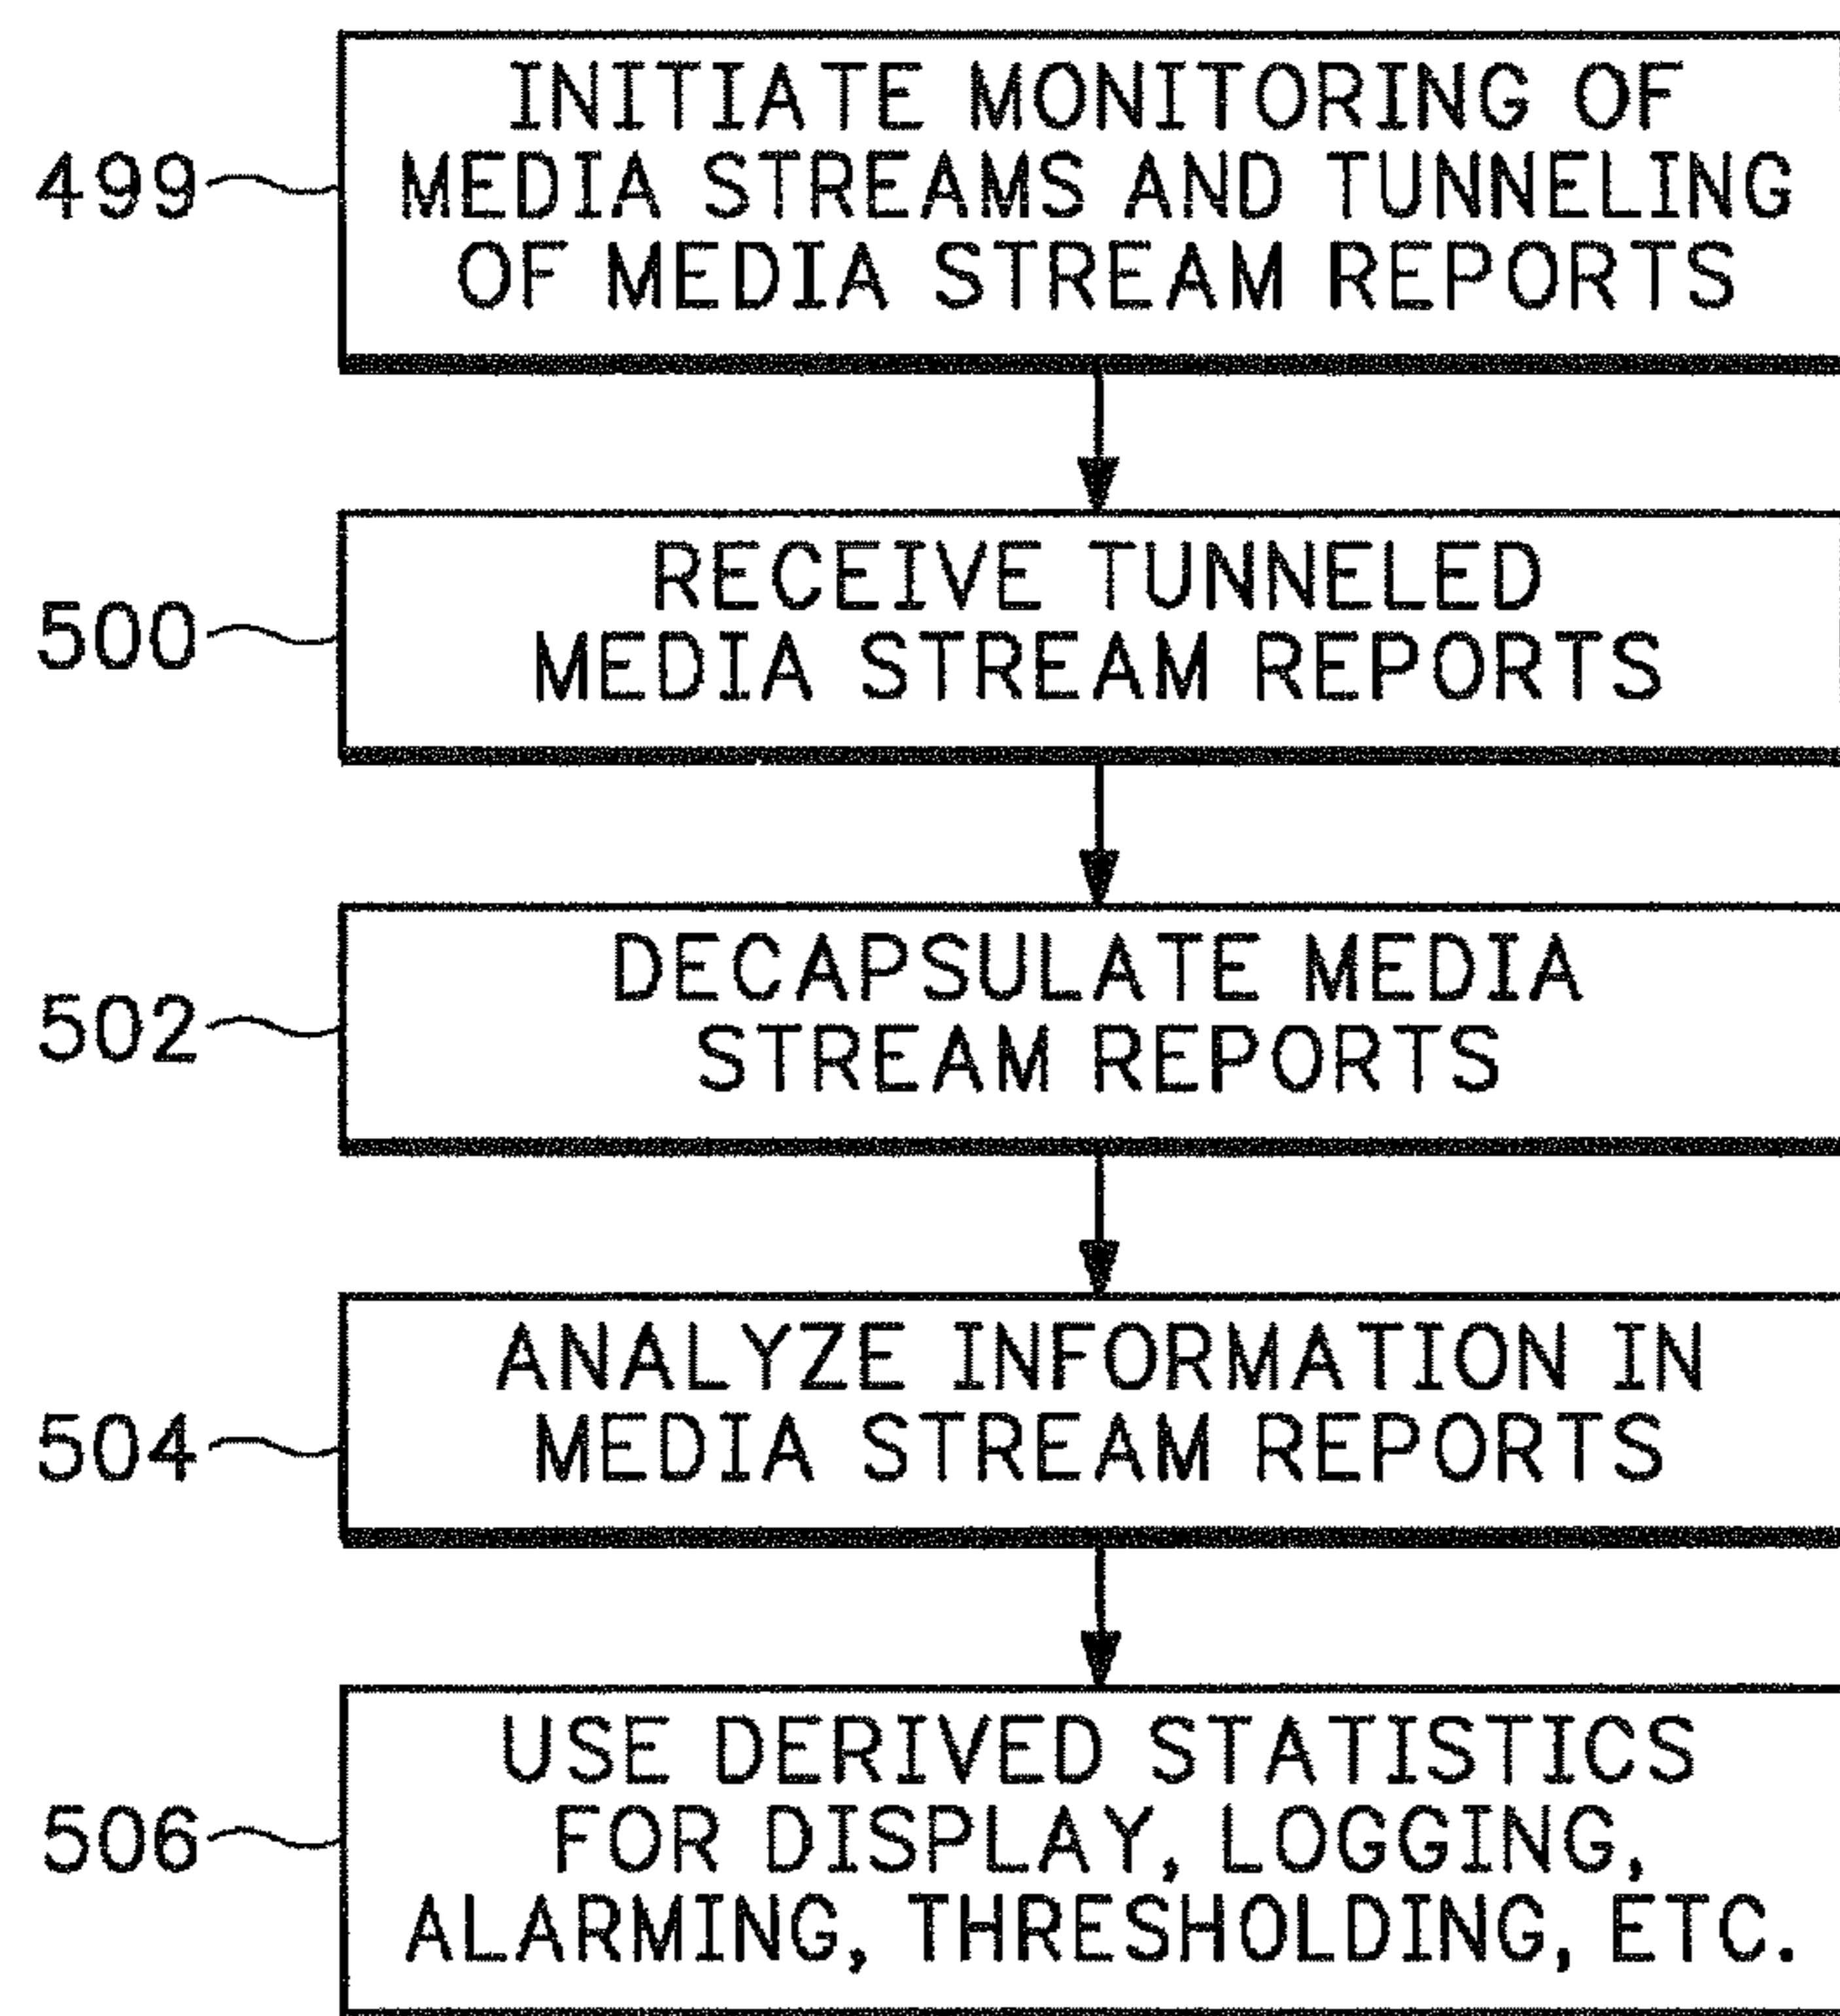 INITIATE MONITORING OF
499 MEDIA STREAMS AND TUNNELING
OF MEDIA STREAM REPORTS
RECEIVE TUNNELED
500 MEDIA STREAM REPORTS
DECAPSULATE MEDIA
502 STREAM REPORTS
ANALYZE INFORMATION IN
504 MEDIA STREAM REPORTS
USE DERIVED STATISTICS
506 FOR DISPLAY, LOGGING,
ALARMING, THRESHOLDING, ETC.